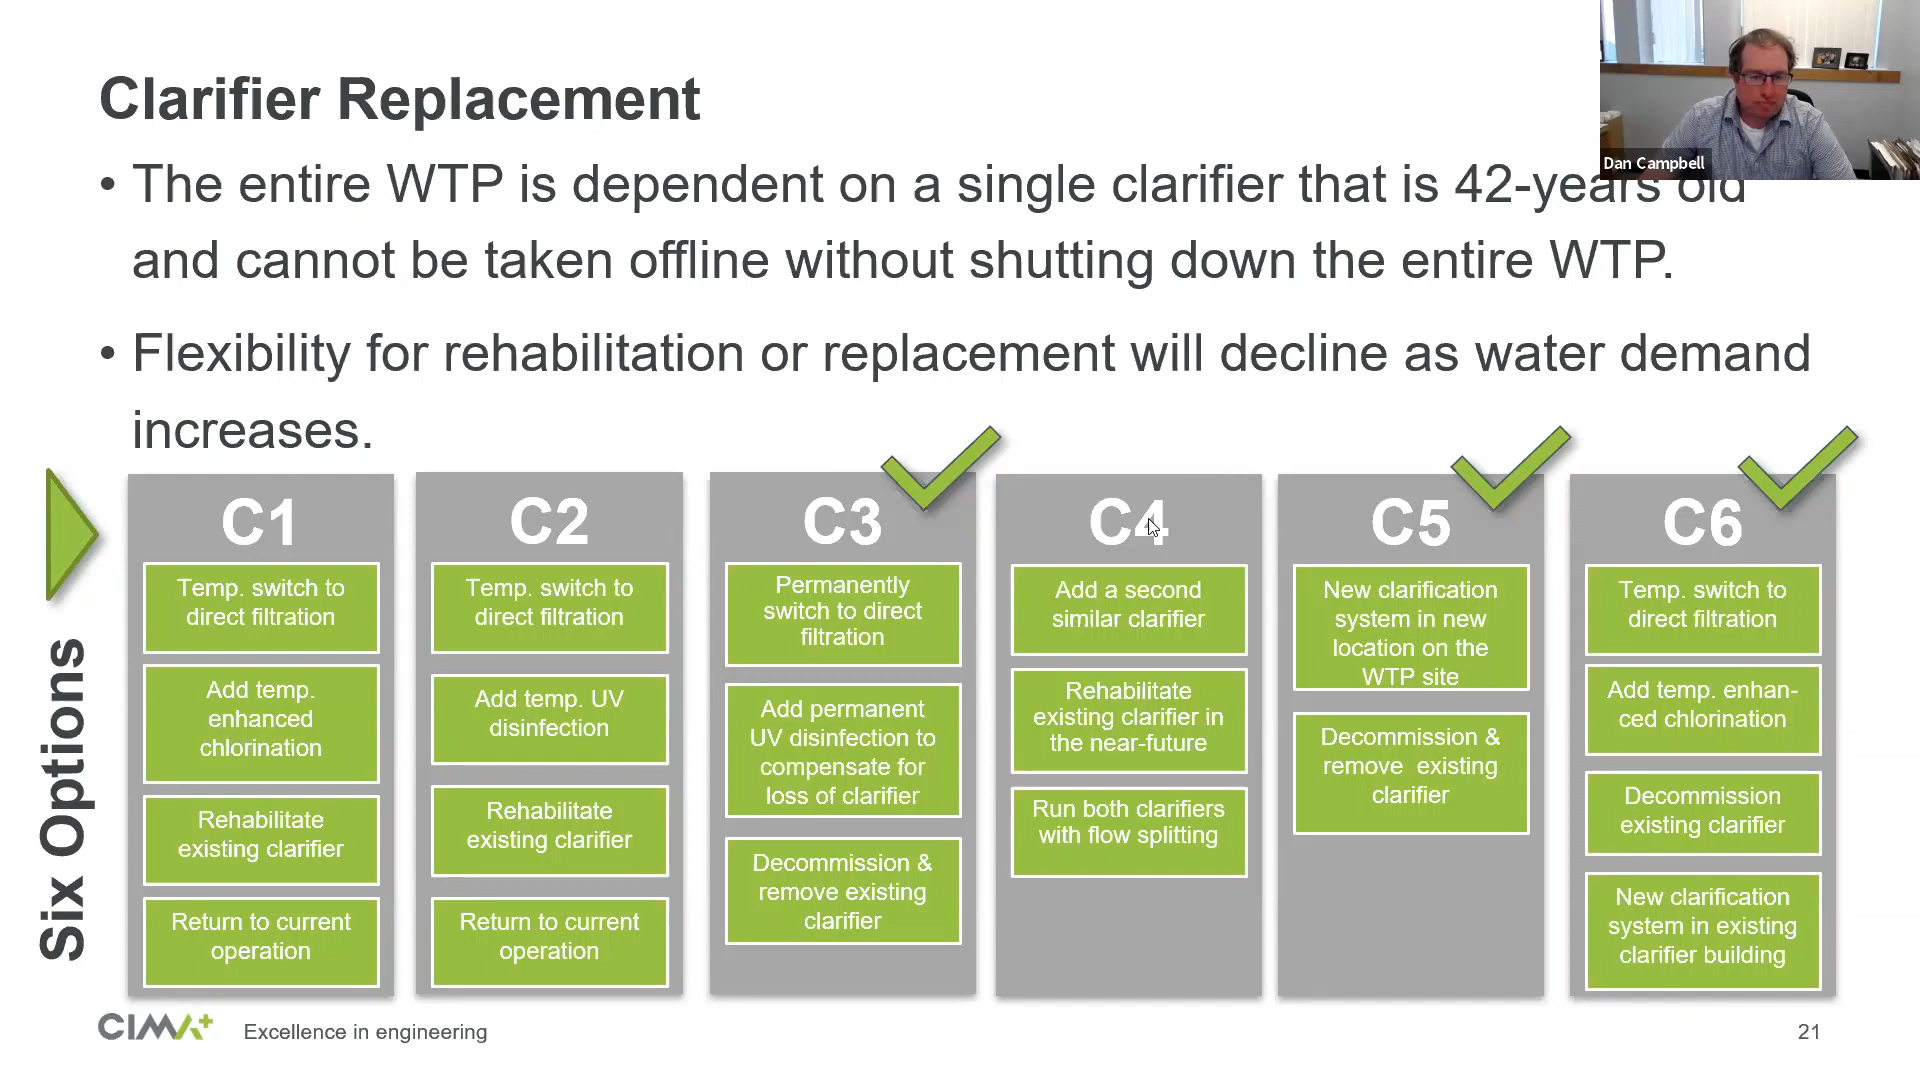 Clarifier Replacement
Dan Campbell
• The entire WTP is dependent on a single clarifier that is 42-years old
and cannot be taken offline without shutting down the entire WTP.
• Flexibility for rehabilitation or replacement will decline as water demand
increases.
Six Options
C1
Temp. switch to
direct filtration
Add temp.
enhanced
chlorination
Rehabilitate
existing clarifier
Return to current
operation
C2
Temp. switch to
direct filtration
Add temp. UV
disinfection
Rehabilitate
existing clarifier
Return to current
operation
C3
Permanently
switch to direct
filtration
Add permanent
UV disinfection to
compensate for
loss of clarifier
Decommission &
remove existing
clarifier
C4
Add a second
similar clarifier
Rehabilitate
existing clarifier in
the near-future
Run both clarifiers
with flow splitting
C5
New clarification
system in new
location on the
WTP site
Decommission &
remove existing
clarifier
C6
Temp. switch to
direct filtration
Add temp. enhan-
ced chlorination
Decommission
existing clarifier
New clarification
system in existing
clarifier building
CIMA+
Excellence in engineering
21